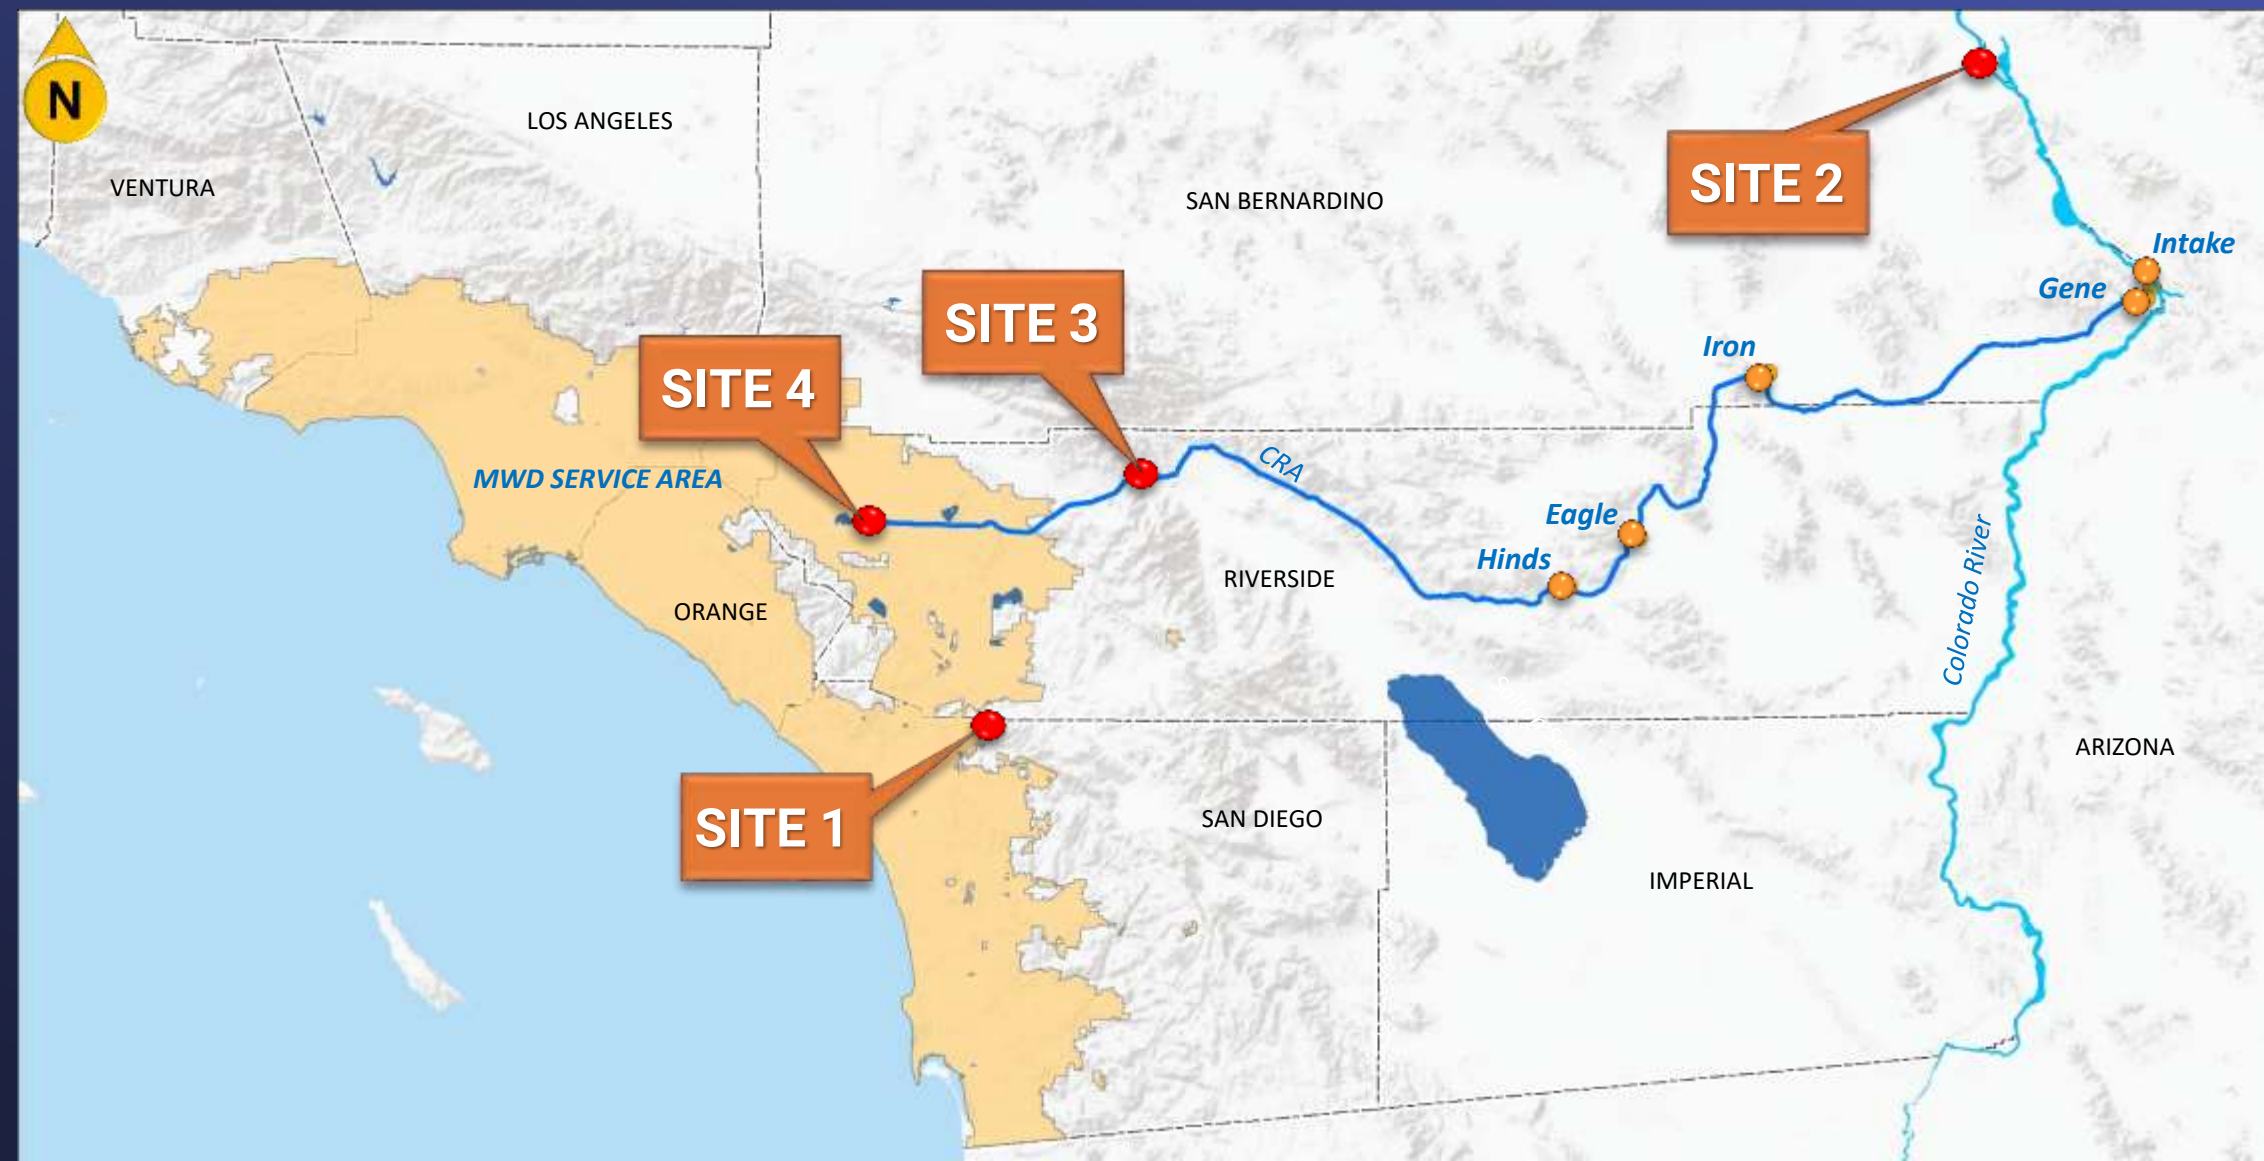 N
LOS ANGELES
VENTURA
SAN BERNARDINO
SITE 2
Intake
Gene
SITE 3
Iron
SITE 4
CRA
MWD SERVICE AREA
Eagle
Hinds
RIVERSIDE
Colorado River
ORANGE
ARIZONA
SITE 1
SAN DIEGO
IMPERIAL